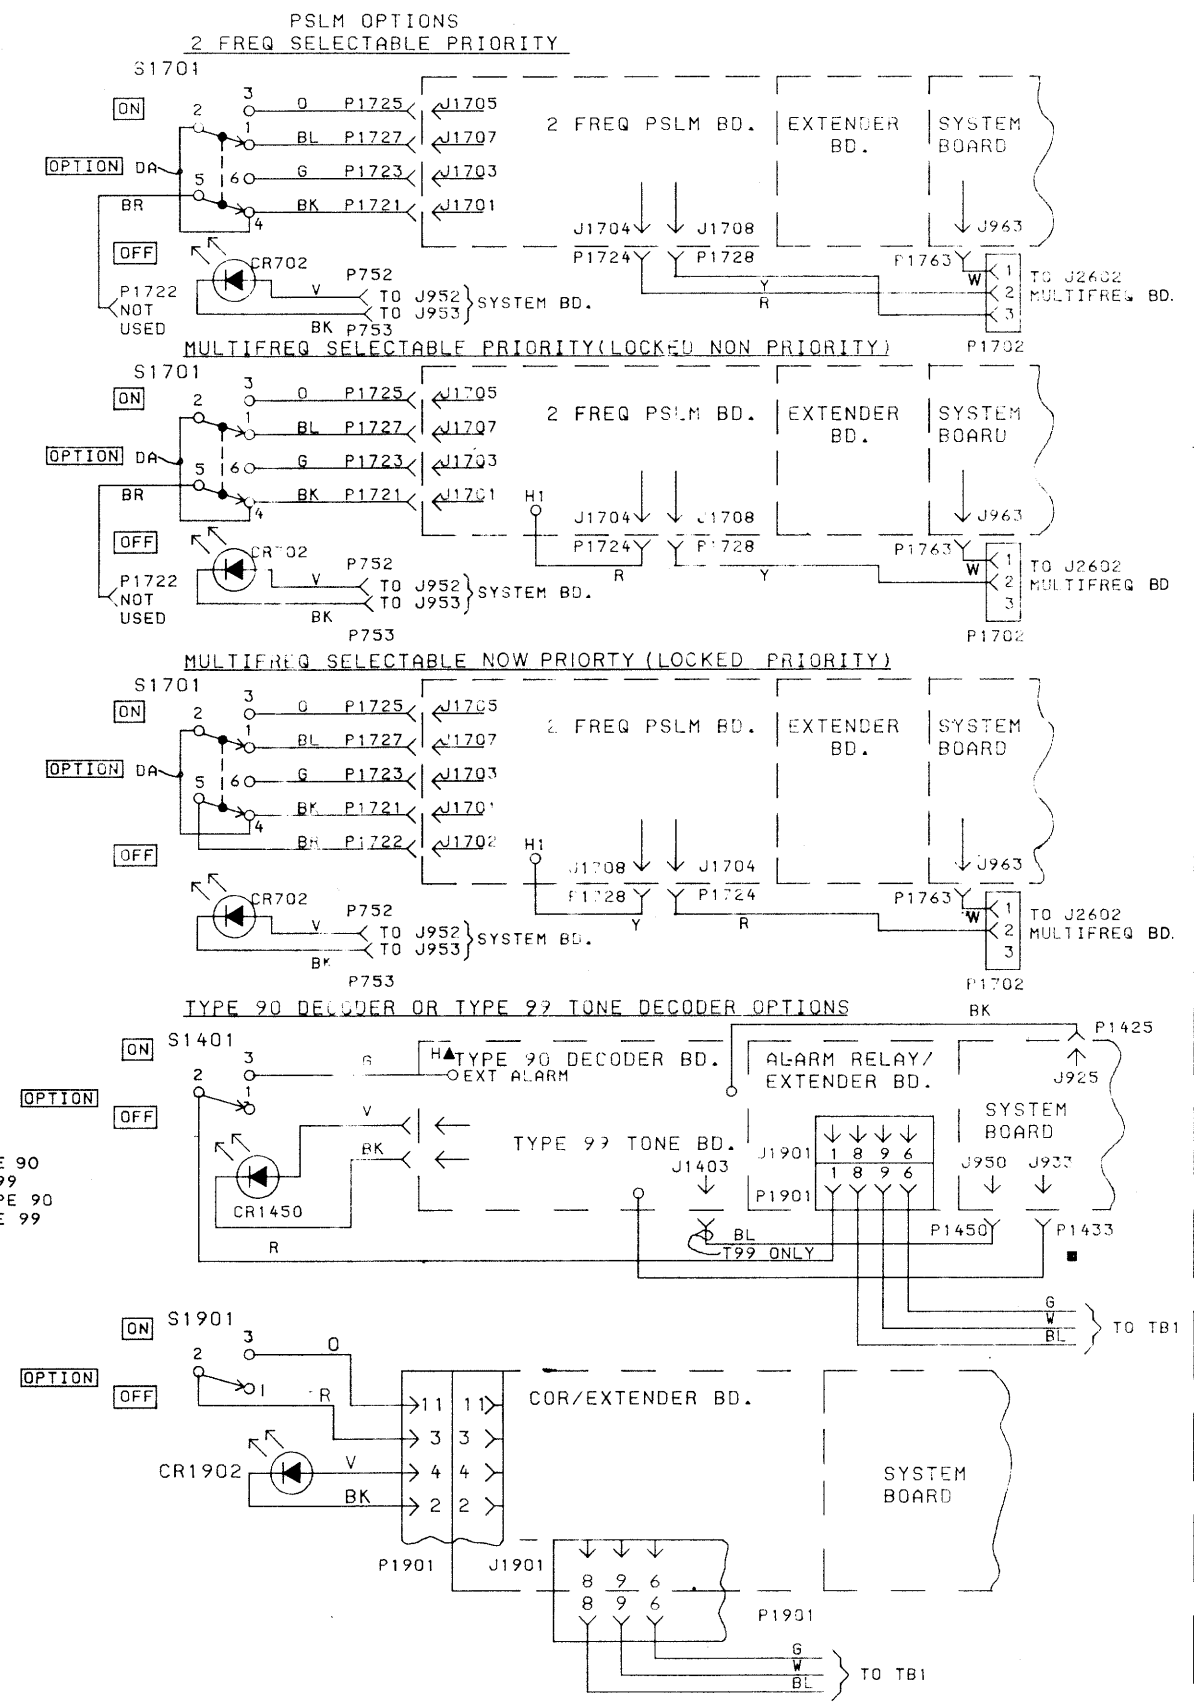 PSLM OPTIONS
2 FREQ SELECTABLE PRIORITY
S1701
ON
OPTION DA
OFF
2 3 1 5 6 4
O P1725 J1705
BL P1727 J1707
G P1723 J1703
BK P1721 J1701
BR
2 FREQ PSLM BD.
EXTENDER
BD.
SYSTEM
BOARD
J1704 J1708 J963
P1724 P1728 P1763
CR702
V P752
TO J952
TO J953
SYSTEM BD.
BK P753
P1722
NOT
USED
Y
R
W
1
2
3
TO J2602
MULTIFREQ BD.
P1702
MULTIFREQ SELECTABLE PRIORITY(LOCKED NON PRIORITY)
S1701
ON
OPTION DA
OFF
2 3 1 5 6 4
O P1725 J1705
BL P1727 J1707
G P1723 J1703
BK P1721 J1701
BR
2 FREQ PSLM BD.
EXTENDER
BD.
SYSTEM
BOARD
H1
J1704 J1708 J963
P1724 P1728 P1763
CR702
V P752
TO J952
TO J953
SYSTEM BD.
BK
P753
P1722
NOT
USED
R Y
W
1
2
3
TO J2602
MULTIFREQ BD
P1702
MULTIFREQ SELECTABLE NOW PRIORTY (LOCKED PRIORITY)
S1701
ON
OPTION DA
OFF
2 3 1 5 6 4
O P1725 J1705
BL P1727 J1707
G P1723 J1703
BK P1721 J1701
BR P1722 J1702
2 FREQ PSLM BD.
EXTENDER
BD.
SYSTEM
BOARD
H1
J1708 J1704 J963
P1728 P1724 P1763
CR702
V P752
TO J952
TO J953
SYSTEM BD.
BK
P753
Y R
W
1
2
3
TO J2602
MULTIFREQ BD.
P1702
TYPE 90 DECODER OR TYPE 99 TONE DECODER OPTIONS
BK
P1425
J925
S1401
ON
OPTION
OFF
3
2
1
G
H▲
EXT ALARM
TYPE 90 DECODER BD.
ALARM RELAY/
EXTENDER BD.
SYSTEM
BOARD
V
BK
CR1450
R
TYPE 99 TONE BD.
J1403
J1901
1 8 9 6
1 8 9 6
P1901
J950 J933
P1450 P1433
BL
T99 ONLY
E 90
99
PE 90
E 99
G
W
BL
TO TB1
S1901
ON
OPTION
OFF
3
2
1
O
R
CR1902
V
BK
11 11
3 3
4 4
2 2
COR/EXTENDER BD.
SYSTEM
BOARD
P1901 J1901
8 9 6
8 9 6
P1901
G
W
BL
TO TB1